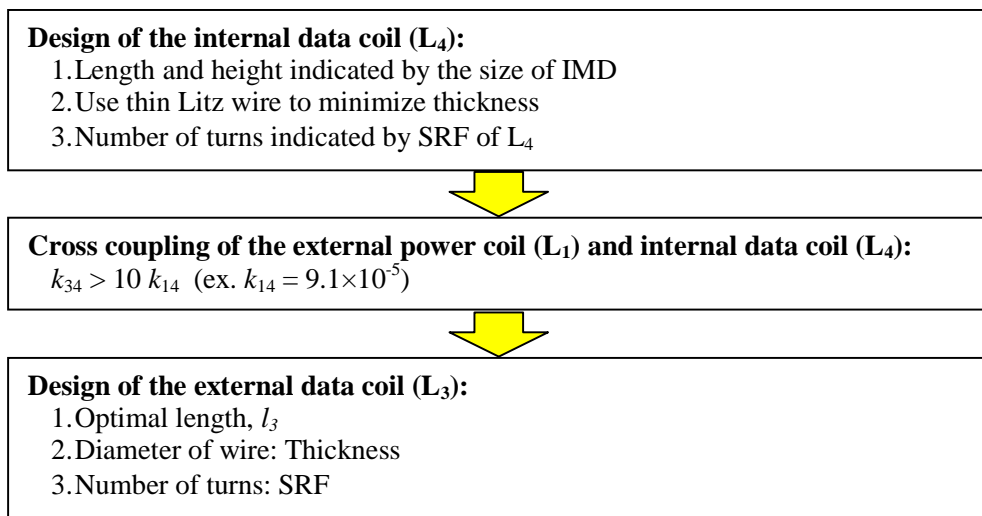 Design of the internal data coil (L₄):
1.Length and height indicated by the size of IMD
2.Use thin Litz wire to minimize thickness
3.Number of turns indicated by SRF of L₄
Cross coupling of the external power coil (L₁) and internal data coil (L₄):
k₃₄ > 10 k₁₄ (ex. k₁₄ = 9.1×10⁻⁵)
Design of the external data coil (L₃):
1.Optimal length, l₃
2.Diameter of wire: Thickness
3.Number of turns: SRF